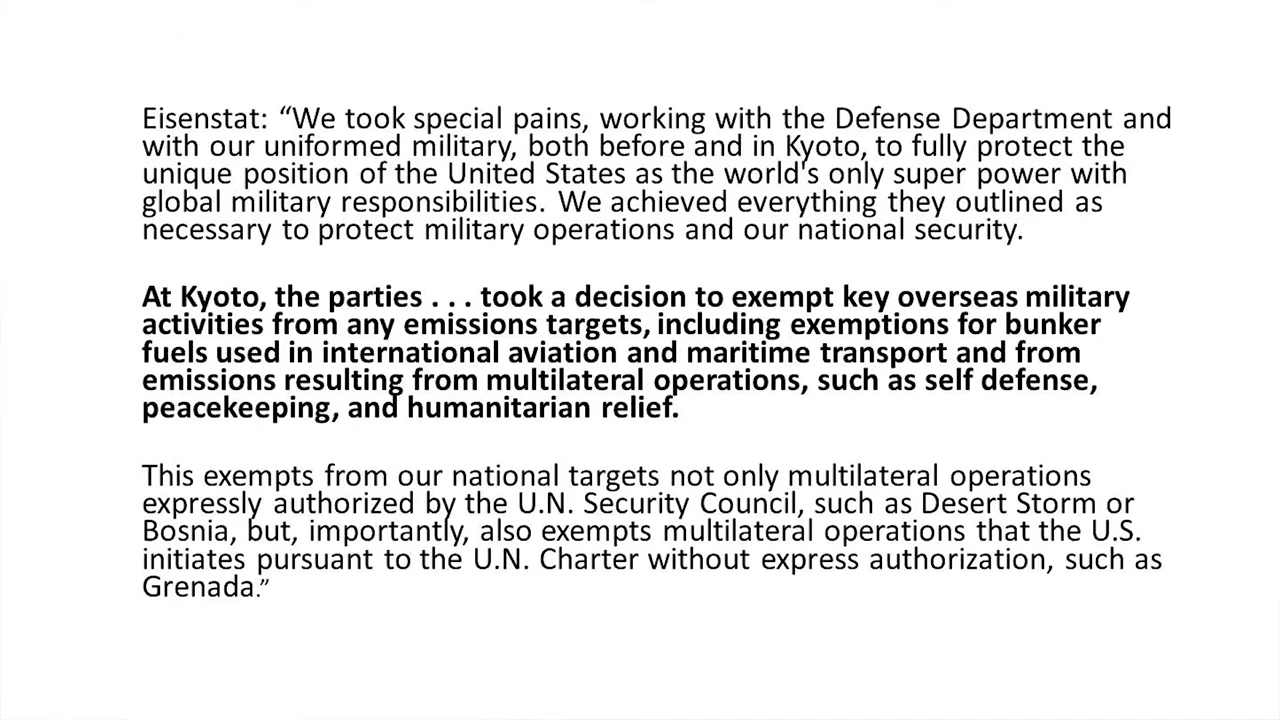 Eisenstat: “We took special pains, working with the Defense Department and
with our uniformed military, both before and in Kyoto, to fully protect the
unique position of the United States as the world's only super power with
global military responsibilities. We achieved everything they outlined as
necessary to protect military operations and our national security.
At Kyoto, the parties . . . took a decision to exempt key overseas military
activities from any emissions targets, including exemptions for bunker
fuels used in international aviation and maritime transport and from
emissions resulting from multilateral operations, such as self defense,
peacekeeping, and humanitarian relief.
This exempts from our national targets not only multilateral operations
expressly authorized by the U.N. Security Council, such as Desert Storm or
Bosnia, but, importantly, also exempts multilateral operations that the U.S.
initiates pursuant to the U.N. Charter without express authorization, such as
Grenada.”